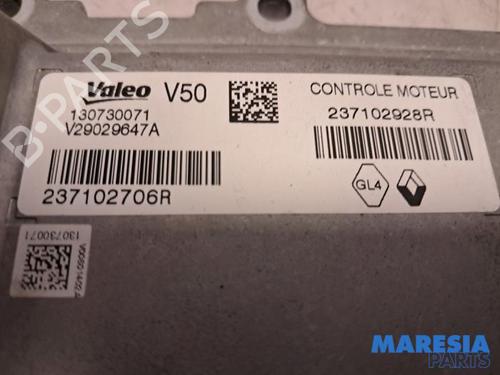 Valeo V50
130730071
V29029647A
237102706R
CONTROLE MOTEUR
237102928R
GL4
130730071
B-PARTS
MARESIA
PARTS